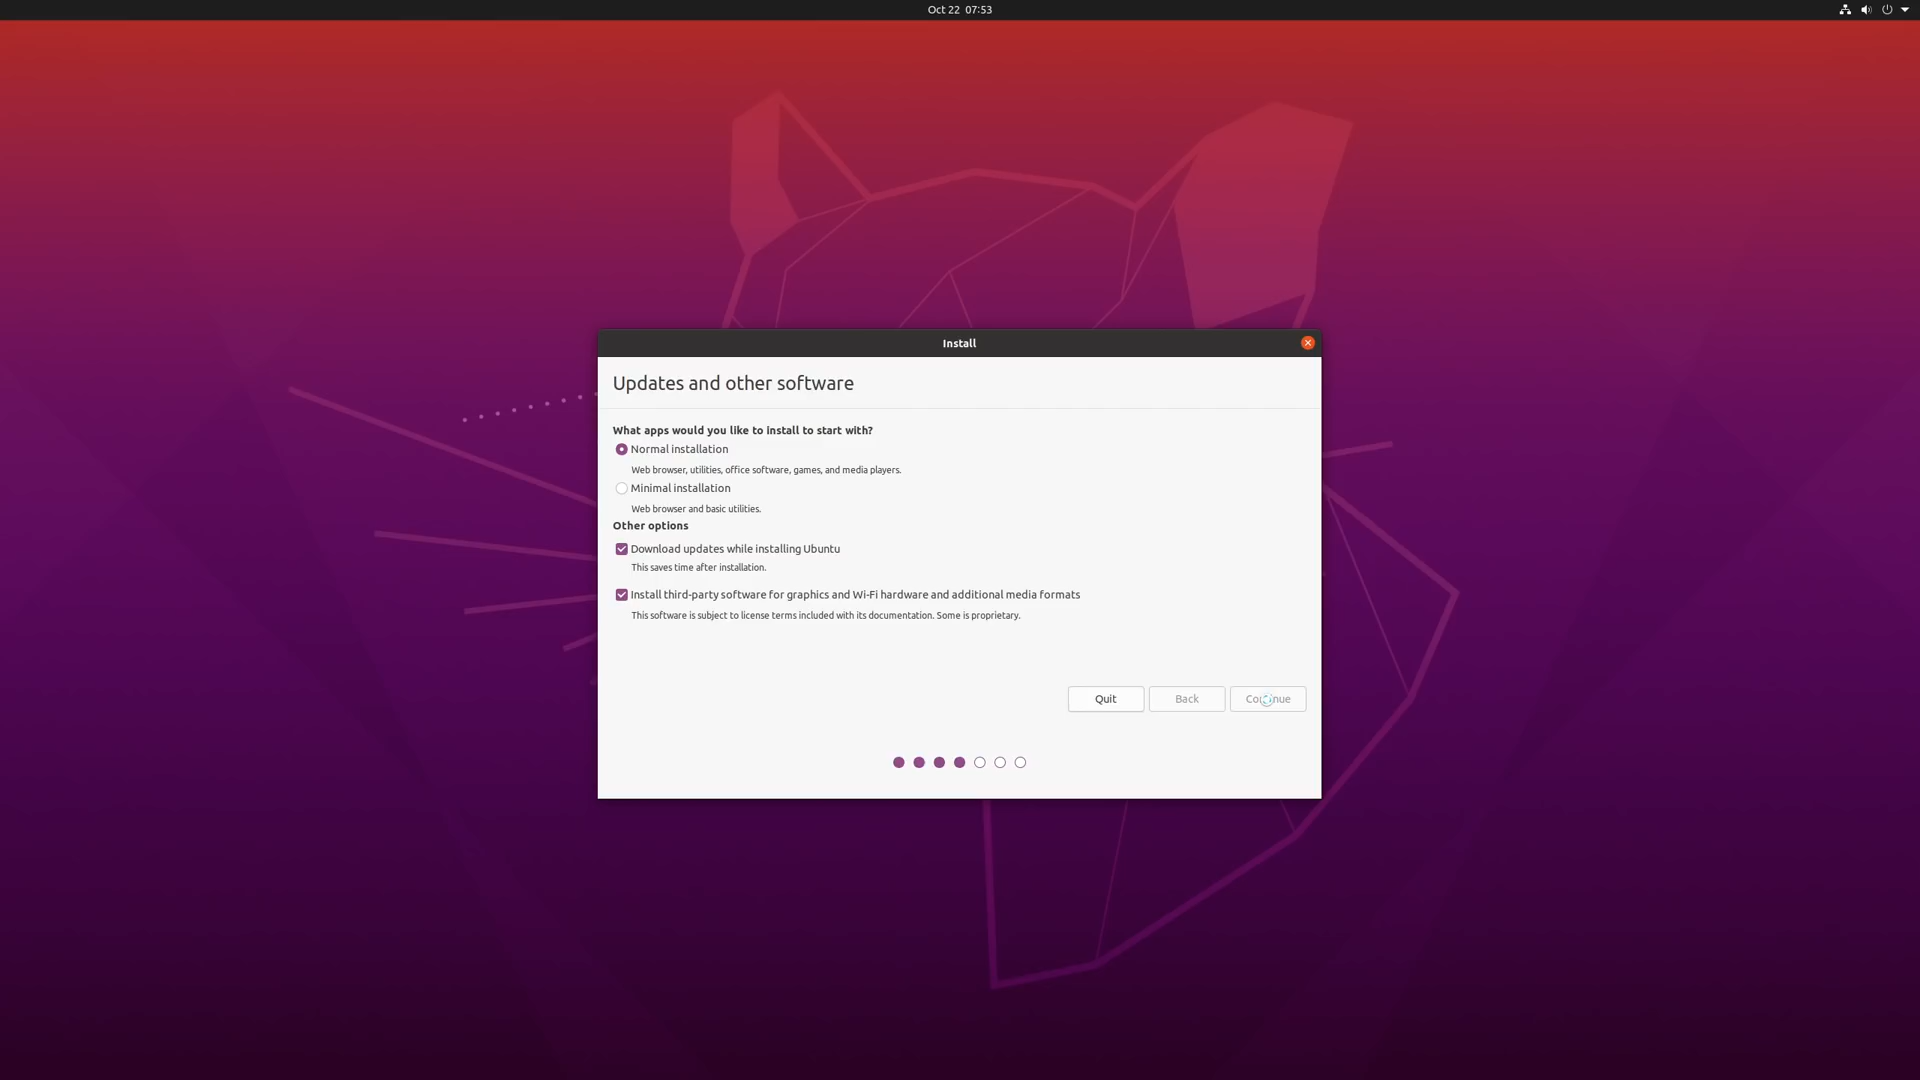 Oct 22 07:53
Install
Updates and other software
What apps would you like to install to start with?
Normal installation
Web browser, utilities, office software, games, and media players.
Minimal installation
Web browser and basic utilities.
Other options
Download updates while installing Ubuntu
This saves time after installation.
Install third-party software for graphics and Wi-Fi hardware and additional media formats
This software is subject to license terms included with its documentation. Some is proprietary.
Quit Back Continue